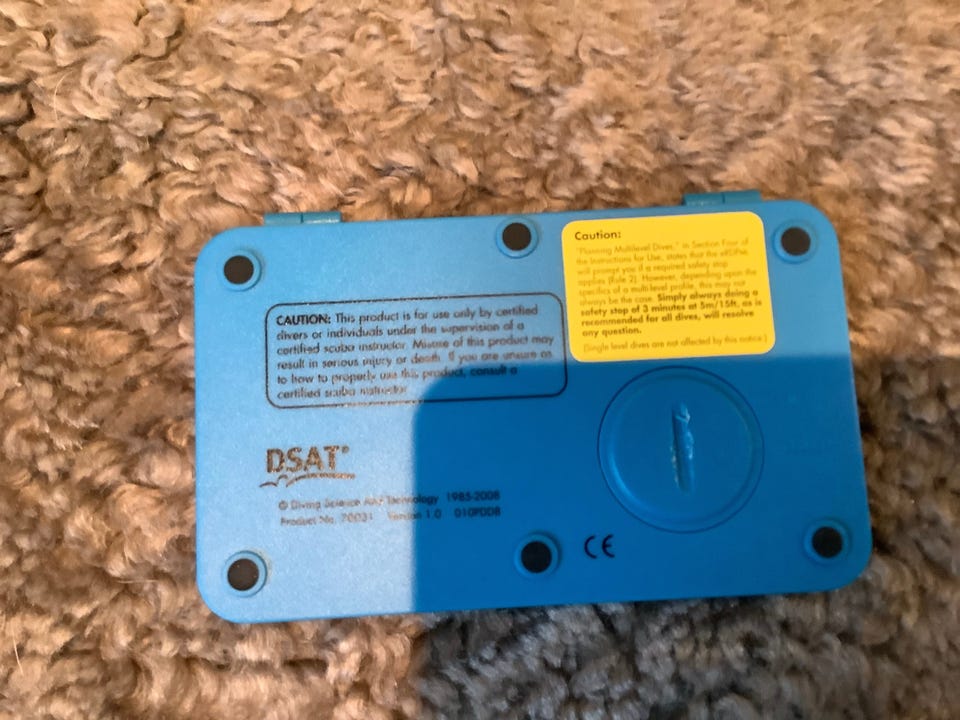 Caution:
"Planning Multilevel Dives," in Section Four of
the Instructions for Use, states that the eRDPML
will prompt you if a required safety stop
applies (Rule 2). However, depending upon the
specifics of a multi-level profile, this may not
always be the case. Simply always doing a
safety stop of 3 minutes at 5m/15ft, as is
recommended for all dives, will resolve
any question.
(Single level dives are not affected by this notice.)
CAUTION: This product is for use only by certified
divers or individuals under the supervision of a
certified scuba instructor. Misuse of this product may
result in serious injury or death. If you are unsure as
to how to properly use this product, consult a
certified scuba instructor.
DSAT®
© Diving Science And Technology 1985-2008
Product No. 70031 Version 1.0 010PDDB
CE